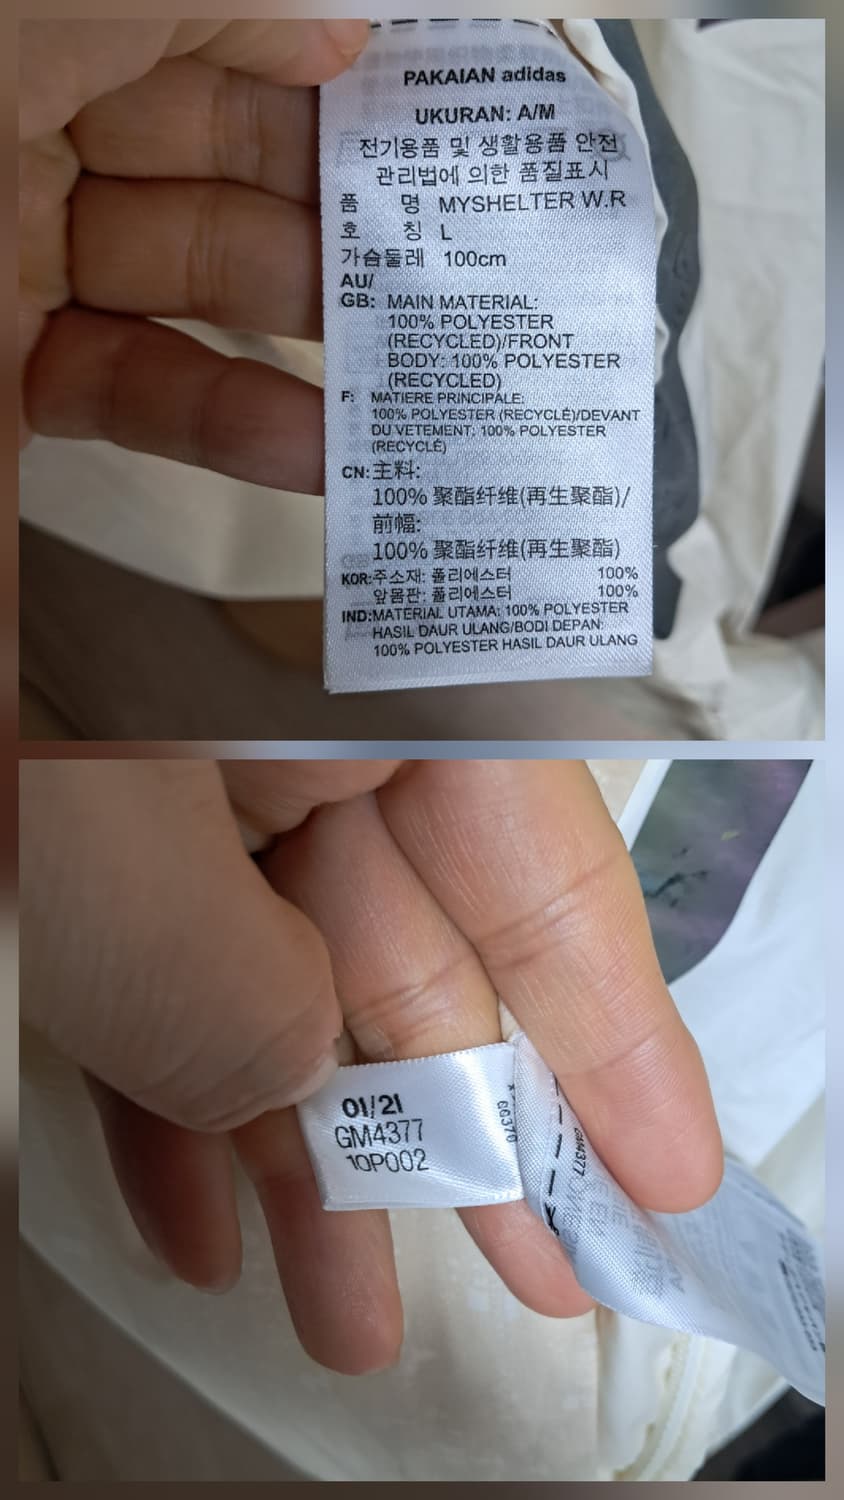 PAKAIAN adidas
UKURAN: A/M
전기용품 및 생활용품 안전
관리법에 의한 품질표시
품 명 MYSHELTER W.R
호 칭 L
가슴둘레 100cm
AU/
GB: MAIN MATERIAL:
100% POLYESTER
(RECYCLED)/FRONT
BODY: 100% POLYESTER
(RECYCLED)
F: MATIERE PRINCIPALE:
100% POLYESTER (RECYCLÉ)/DEVANT
DU VETEMENT: 100% POLYESTER
(RECYCLÉ)
CN: 主料:
100% 聚酯纤维(再生聚酯)/
前幅:
100% 聚酯纤维(再生聚酯)
KOR: 주소재: 폴리에스터 100%
앞몸판: 폴리에스터 100%
IND: MATERIAL UTAMA: 100% POLYESTER
HASIL DAUR ULANG/BODI DEPAN:
100% POLYESTER HASIL DAUR ULANG
01/21
GM4377
10P002
GM4377